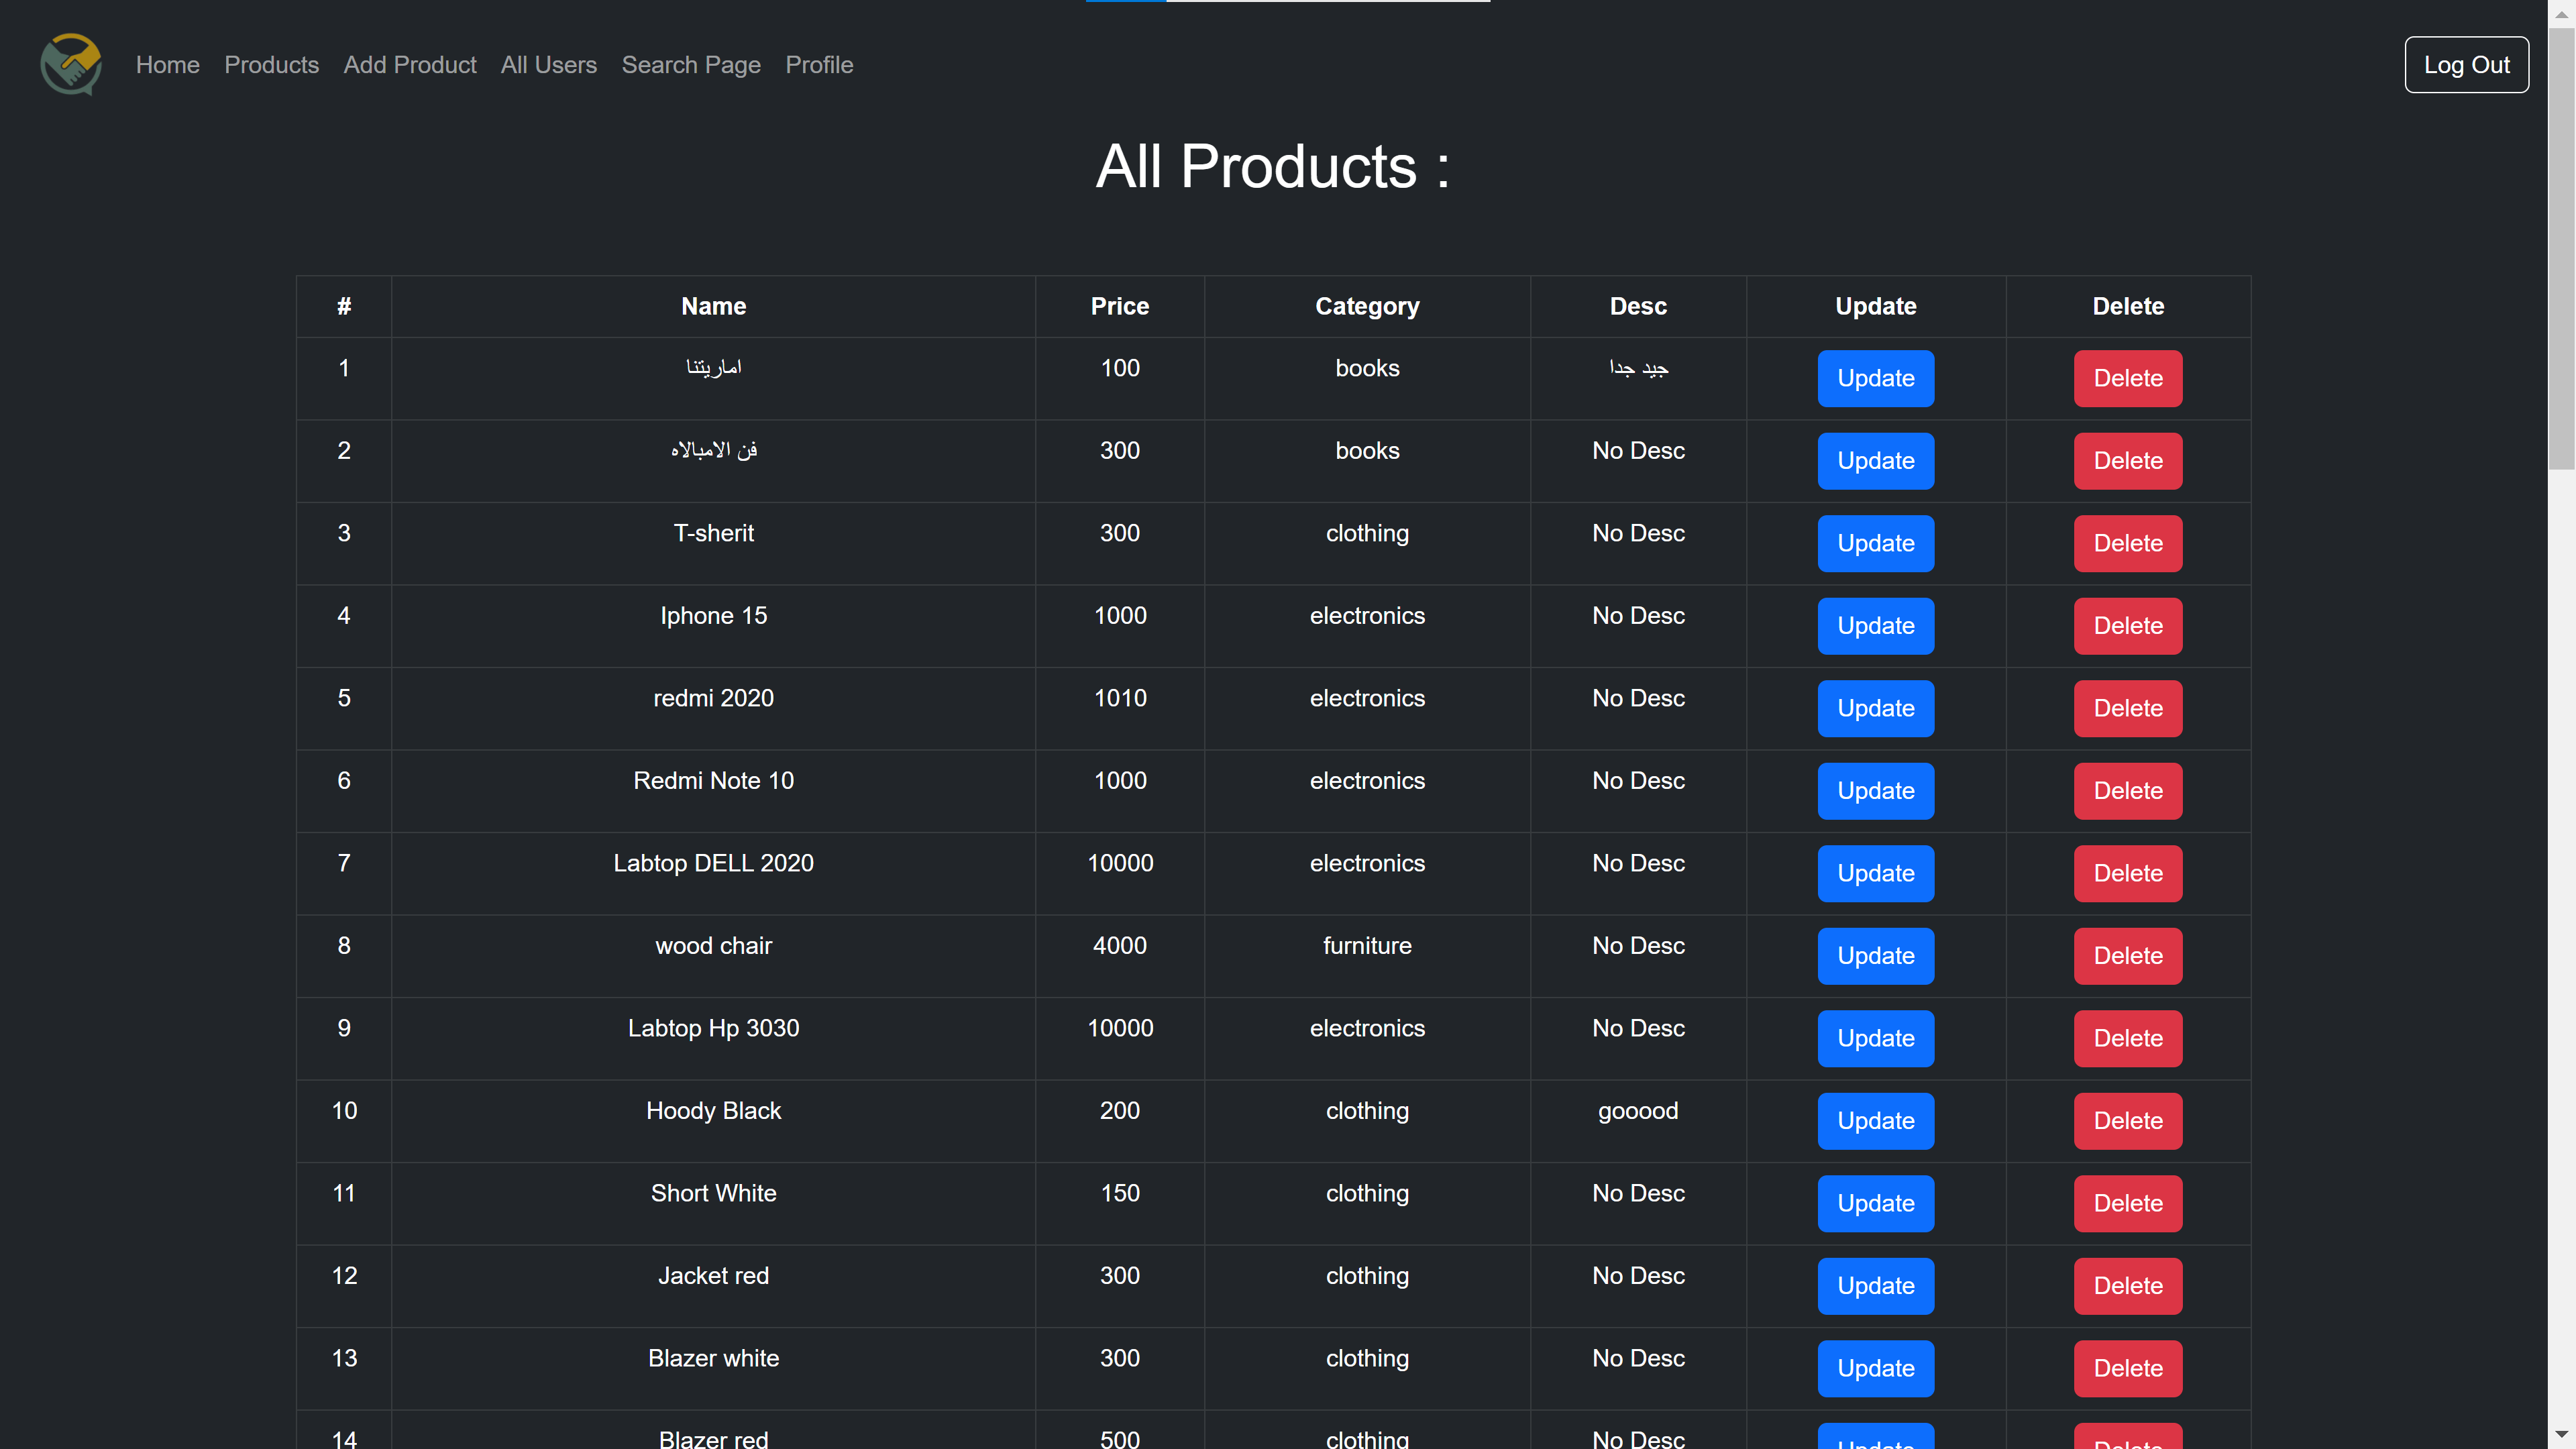 Home Products Add Product All Users Search Page Profile Log Out
All Products :
# Name Price Category Desc Update Delete
1 اماريتنا 100 books جيد جدا Update Delete
2 فن الامبالاه 300 books No Desc Update Delete
3 T-sherit 300 clothing No Desc Update Delete
4 Iphone 15 1000 electronics No Desc Update Delete
5 redmi 2020 1010 electronics No Desc Update Delete
6 Redmi Note 10 1000 electronics No Desc Update Delete
7 Labtop DELL 2020 10000 electronics No Desc Update Delete
8 wood chair 4000 furniture No Desc Update Delete
9 Labtop Hp 3030 10000 electronics No Desc Update Delete
10 Hoody Black 200 clothing gooood Update Delete
11 Short White 150 clothing No Desc Update Delete
12 Jacket red 300 clothing No Desc Update Delete
13 Blazer white 300 clothing No Desc Update Delete
14 Blazer red 500 clothing No Desc Update Delete